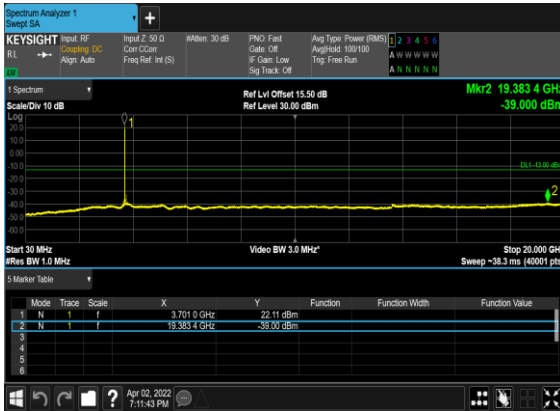 Spectrum Analyzer 1
Swept SA
KEYSIGHT Input: RF Input Z: 50 Ω #Atten: 30 dB PNO: Fast Avg Type: Power (RMS) 1 2 3 4 5 6
RL Coupling: DC Corr CCorr Gate: Off Avg|Hold: 100/100 A W W W W W
Align: Auto Freq Ref: Int (S) IF Gain: Low Trig: Free Run
Sig Track: Off A N N N N N
1 Spectrum
Scale/Div 10 dB
Ref Lvl Offset 15.50 dB
Ref Level 30.00 dBm
Mkr2 19.383 4 GHz
-39.000 dBm
Log
1
20.0
10.0
0.00
-10.0
DL1 -13.00 dBm
-20.0
-30.0
2
-40.0
-50.0
-60.0
Start 30 MHz Video BW 3.0 MHz* Stop 20.000 GHz
#Res BW 1.0 MHz Sweep ~38.3 ms (40001 pts)
5 Marker Table
Mode Trace Scale X Y Function Function Width Function Value
1 N 1 f 3.701 0 GHz 22.11 dBm
2 N 1 f 19.383 4 GHz -39.00 dBm
3
4
5
6
? Apr 02, 2022
7:11:43 PM